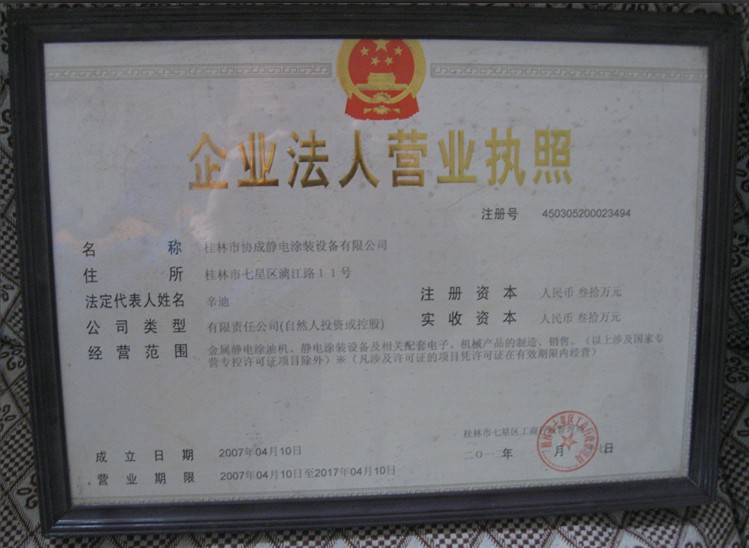 企业法人营业执照
注册号 450305200023494
名称 桂林市协成静电涂装设备有限公司
住所 桂林市七星区漓江路11号
法定代表人姓名 辛迪
注册资本 人民币 叁拾万元
公司类型 有限责任公司(自然人投资或控股)
实收资本 人民币 叁拾万元
经营范围 金属静电涂油机、静电涂装设备及相关配套电子、机械产品的制造、销售。（以上涉及国家专
营专控许可证项目除外）※（凡涉及许可证的项目凭许可证在有效期限内经营）
桂林市七星区工商
成立日期 2007年04月10日
二〇一二年 月 日
营业期限 2007年04月10日至2017年04月10日